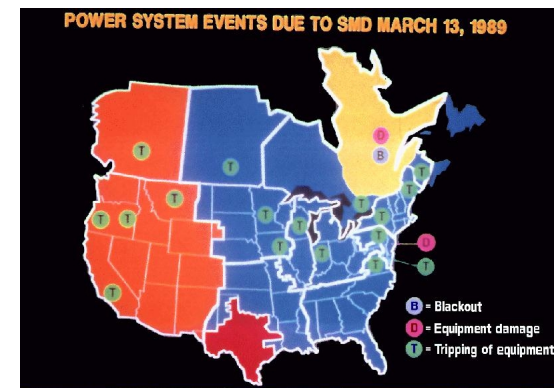 POWER SYSTEM EVENTS DUE TO SMD MARCH 13, 1989
D
B
T
T
T
T
T
T
T
T
T
T
T
T
T
T
D
T
T
T
B = Blackout
D = Equipment damage
T = Tripping of equipment